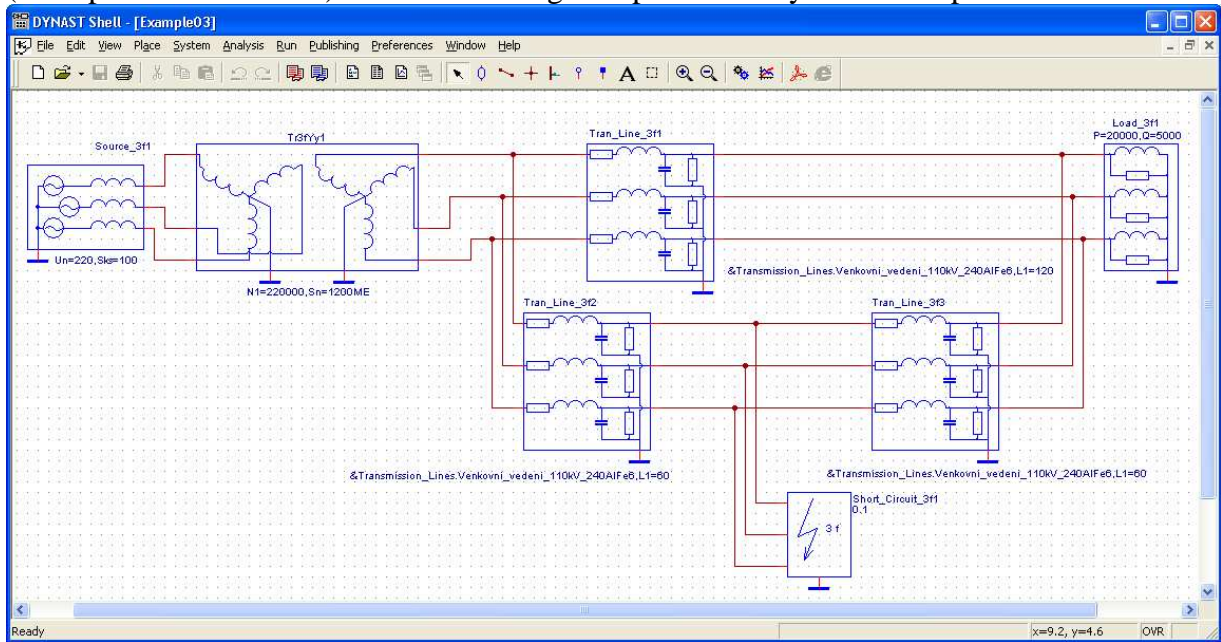 DYNAST Shell - [Example03]
File Edit View Place System Analysis Run Publishing Preferences Window Help
A
Source_3f1
Tr3fYy1
Tran_Line_3f1
Load_3f1
P=20000,Q=5000
Un=220,Sks=100
N1=220000,Sn=1200ME
&Transmission_Lines.Venkovni_vedeni_110kV_240AlFe6,L1=120
Tran_Line_3f2
Tran_Line_3f3
&Transmission_Lines.Venkovni_vedeni_110kV_240AlFe6,L1=60
&Transmission_Lines.Venkovni_vedeni_110kV_240AlFe6,L1=60
Short_Circuit_3f1
0.1
3 f
Ready
x=9.2, y=4.6
OVR